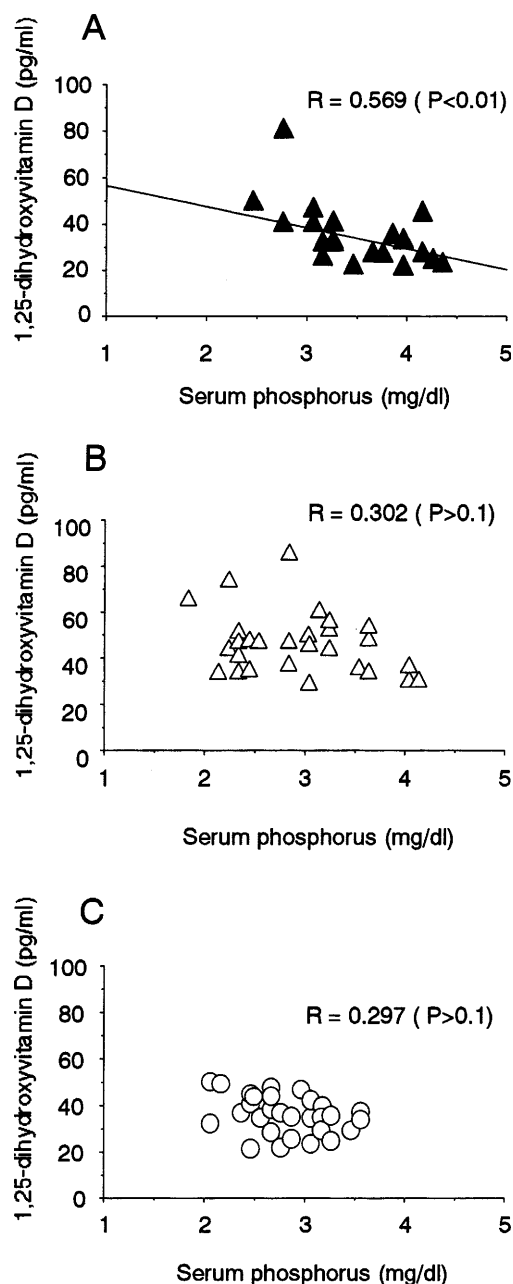 A
1,25-dihydroxyvitamin D (pg/ml)
R = 0.569 ( P<0.01)
100
80
60
40
20
0
1 2 3 4 5
Serum phosphorus (mg/dl)
B
1,25-dihydroxyvitamin D (pg/ml)
R = 0.302 ( P>0.1)
100
80
60
40
20
0
1 2 3 4 5
Serum phosphorus (mg/dl)
C
1,25-dihydroxyvitamin D (pg/ml)
R = 0.297 ( P>0.1)
100
80
60
40
20
0
1 2 3 4 5
Serum phosphorus (mg/dl)